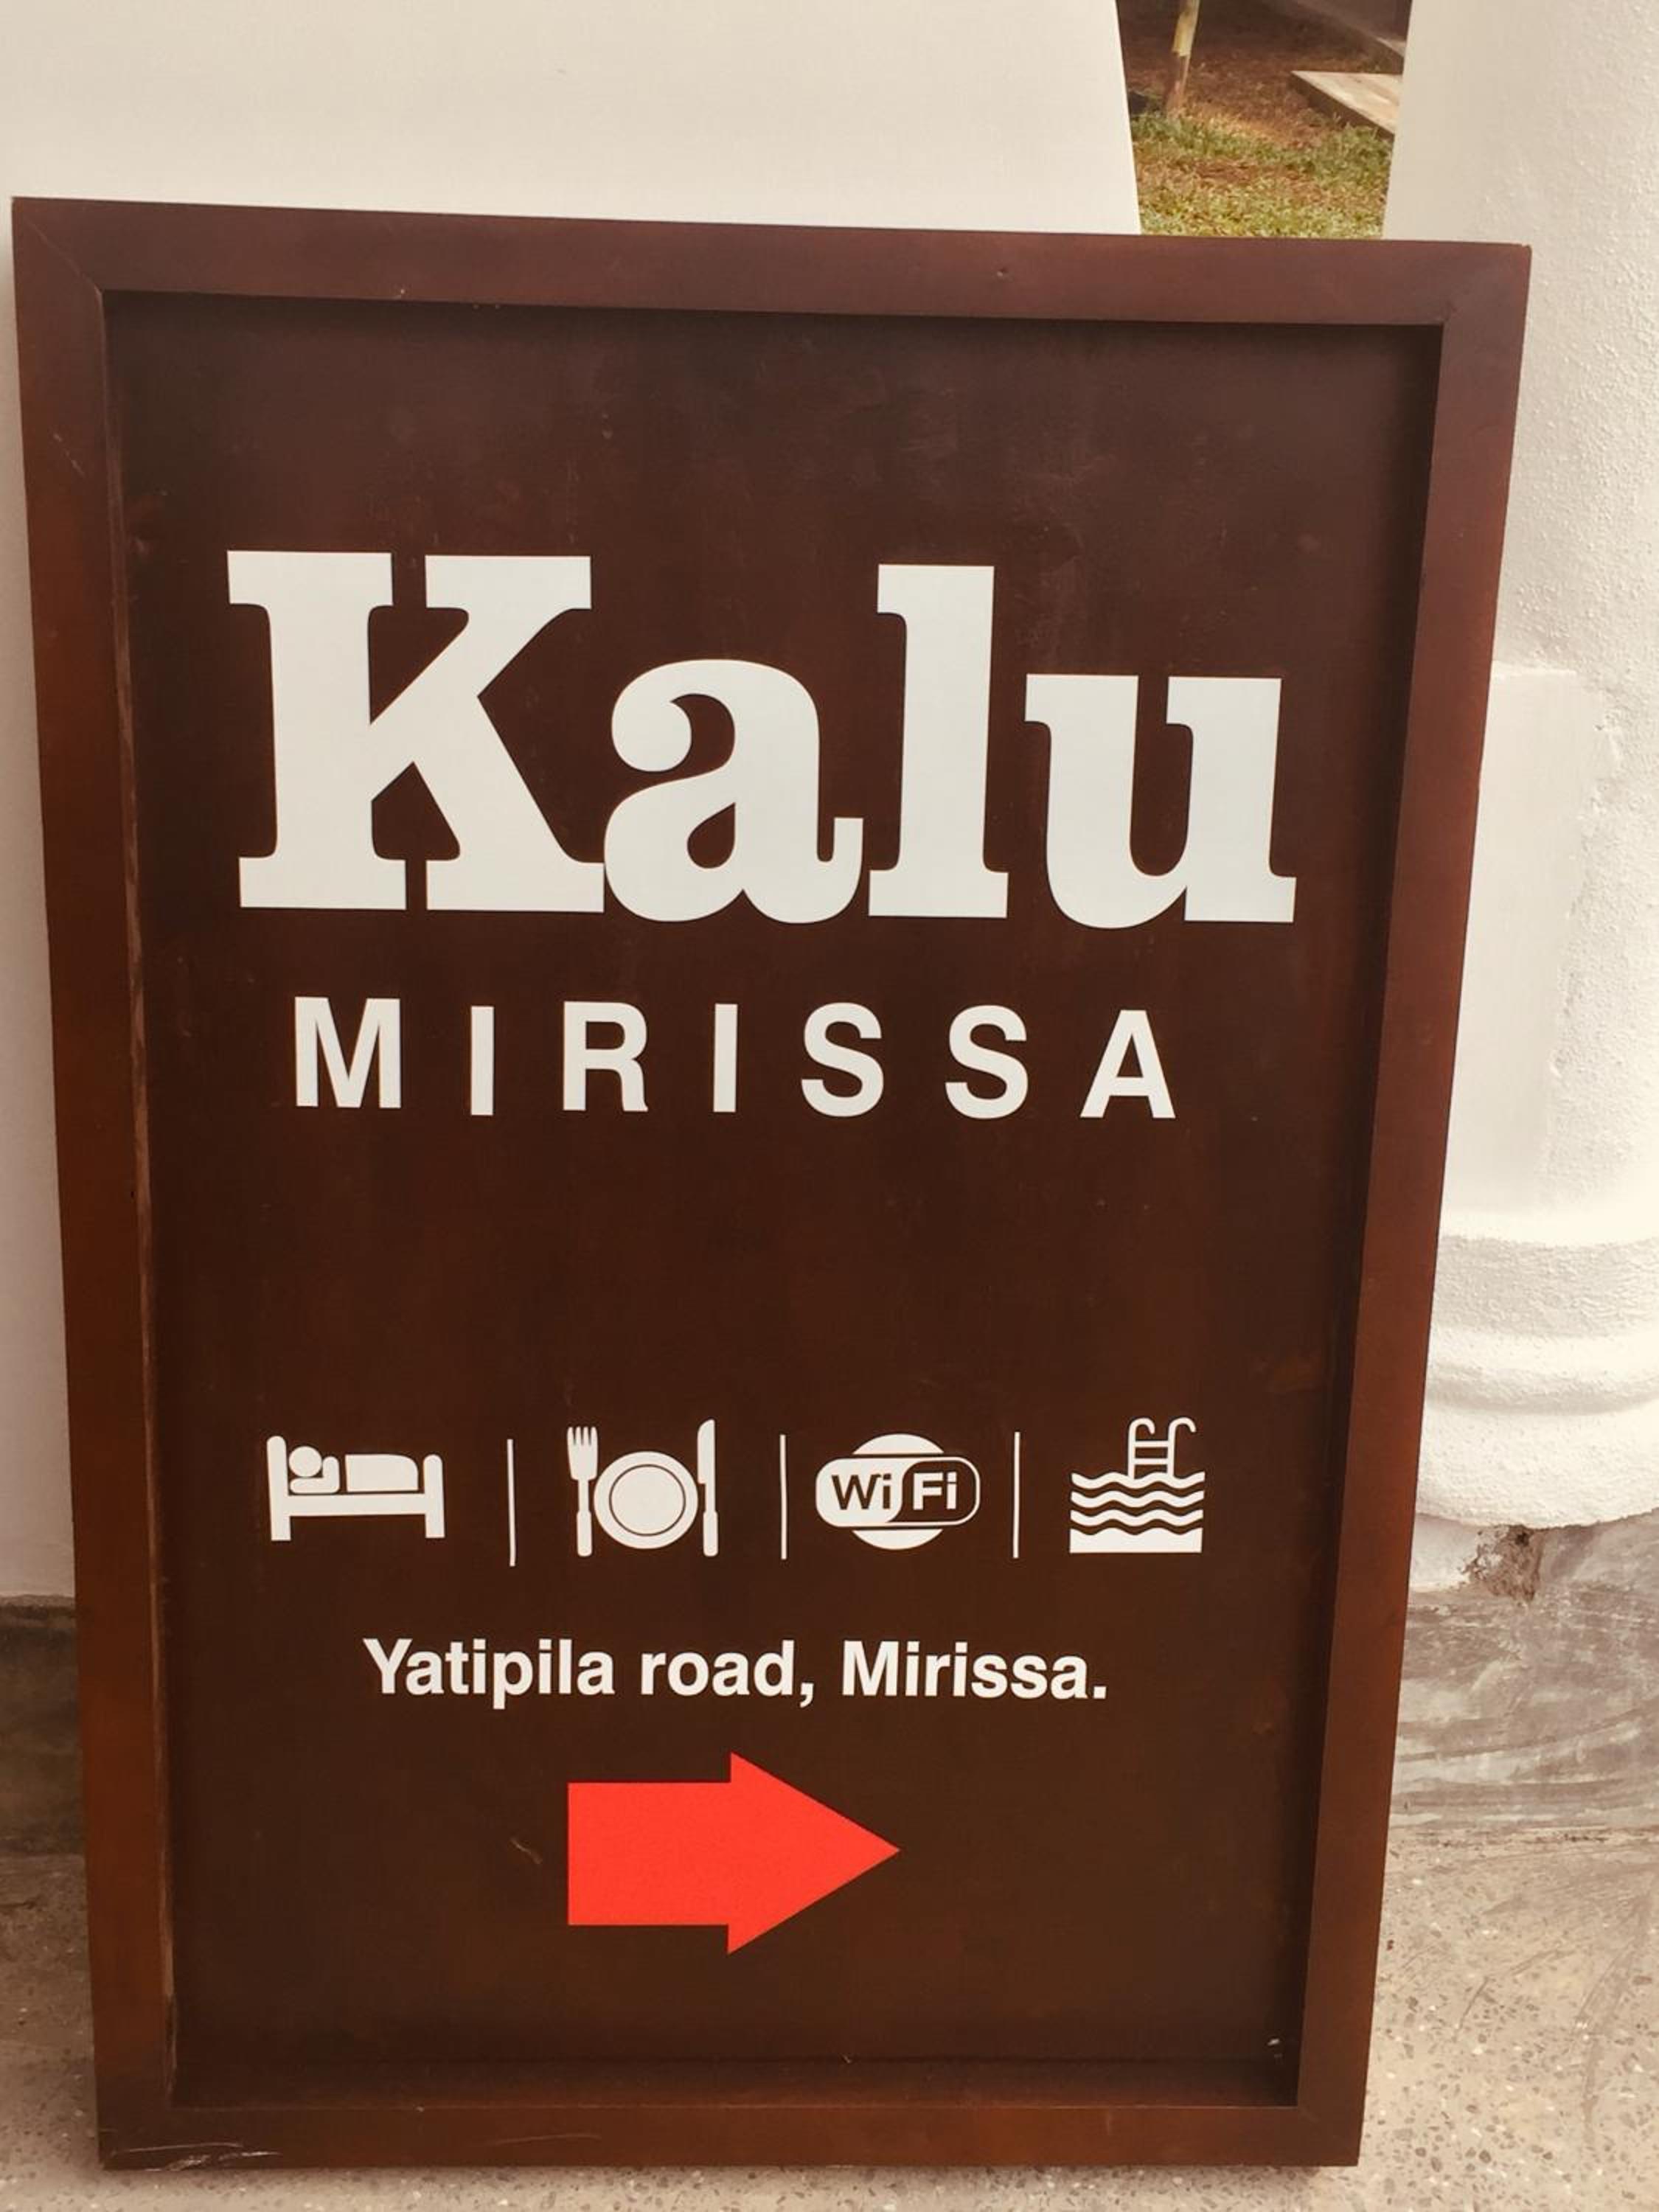 Kalu
MIRISSA
WiFi
Yatipila road, Mirissa.